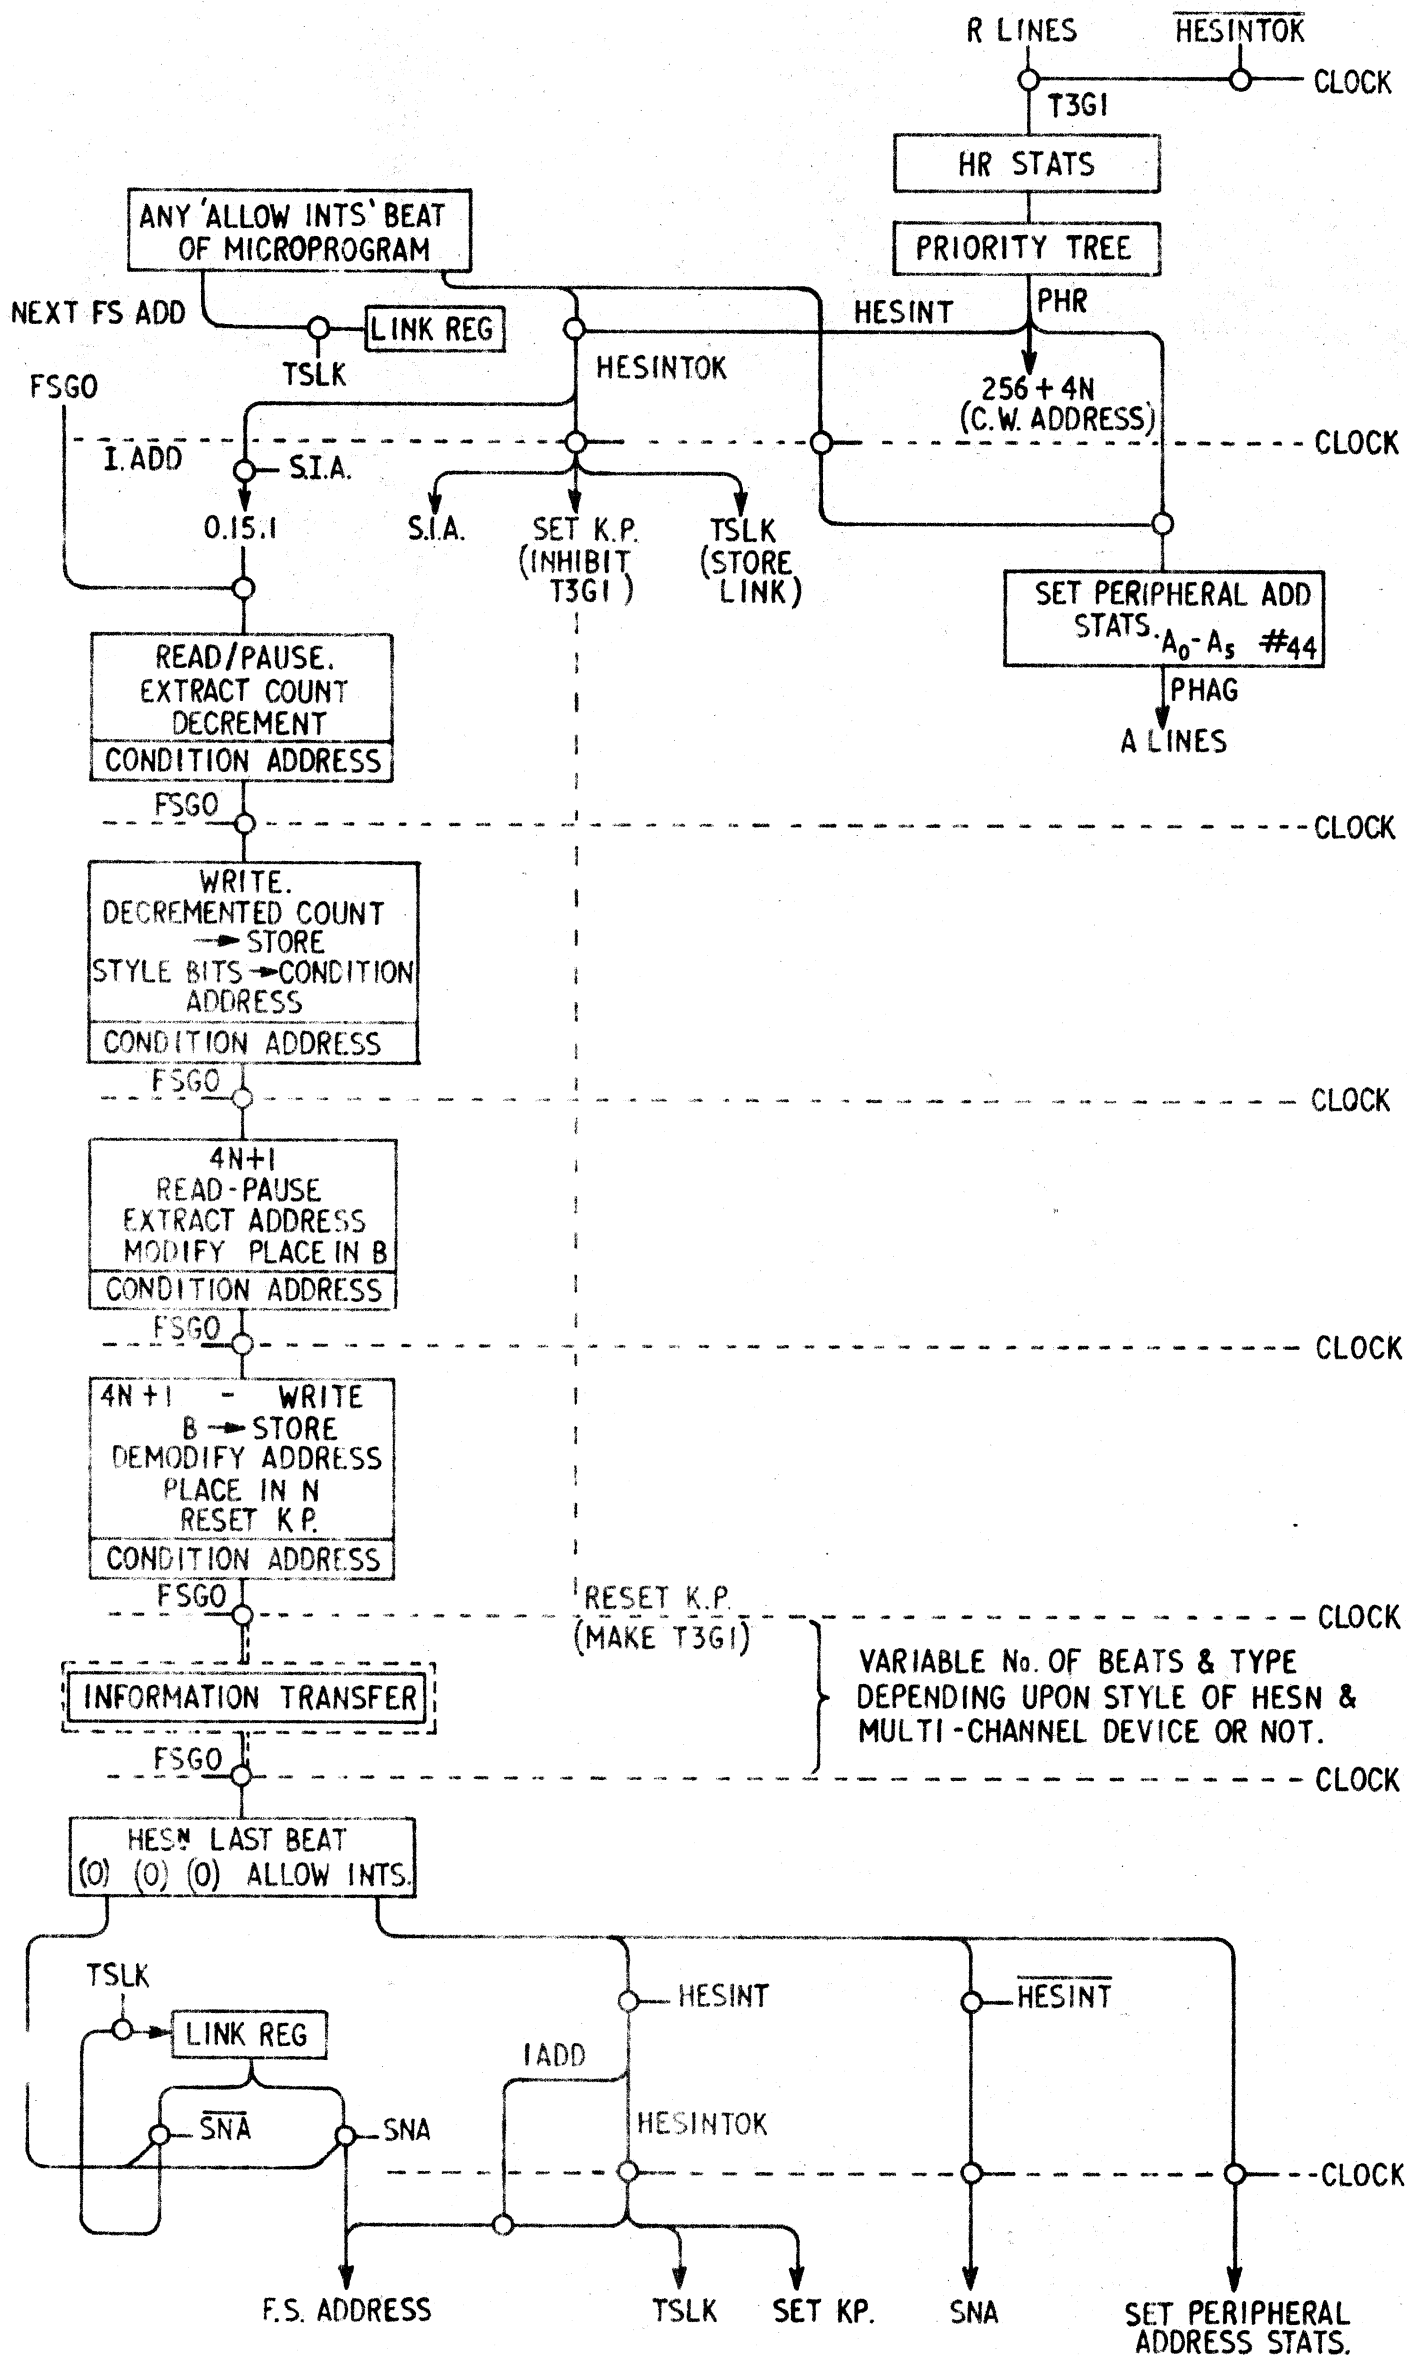 R LINES
H̅E̅S̅I̅N̅T̅O̅K̅
CLOCK
T3G1
HR STATS
ANY 'ALLOW INTS' BEAT
OF MICROPROGRAM
PRIORITY TREE
NEXT FS ADD
LINK REG
HESINT
PHR
TSLK
HESINTOK
FSGO
256 + 4N
(C.W. ADDRESS)
CLOCK
I. ADD
S.I.A.
0.15.1
S.I.A.
SET K.P.
(INHIBIT
T3G1)
TSLK
(STORE
LINK)
SET PERIPHERAL ADD
STATS. A0-A5 #44
PHAG
A LINES
READ/PAUSE.
EXTRACT COUNT
DECREMENT
CONDITION ADDRESS
FSGO
CLOCK
WRITE.
DECREMENTED COUNT
→ STORE
STYLE BITS → CONDITION
ADDRESS
CONDITION ADDRESS
FSGO
CLOCK
4N+1
READ-PAUSE
EXTRACT ADDRESS
MODIFY PLACE IN B
CONDITION ADDRESS
FSGO
CLOCK
4N+1 - WRITE
B → STORE
DEMODIFY ADDRESS
PLACE IN N
RESET K P.
CONDITION ADDRESS
FSGO
RESET K.P.
CLOCK
(MAKE T3G1)
VARIABLE No. OF BEATS & TYPE
DEPENDING UPON STYLE OF HESN &
MULTI-CHANNEL DEVICE OR NOT.
INFORMATION TRANSFER
FSGO
CLOCK
HESN LAST BEAT
(0) (0) (0) ALLOW INTS.
TSLK
HESINT
H̅E̅S̅I̅N̅T̅
LINK REG
I ADD
S̅N̅A̅
SNA
HESINTOK
CLOCK
F.S. ADDRESS
TSLK
SET KP.
SNA
SET PERIPHERAL
ADDRESS STATS.